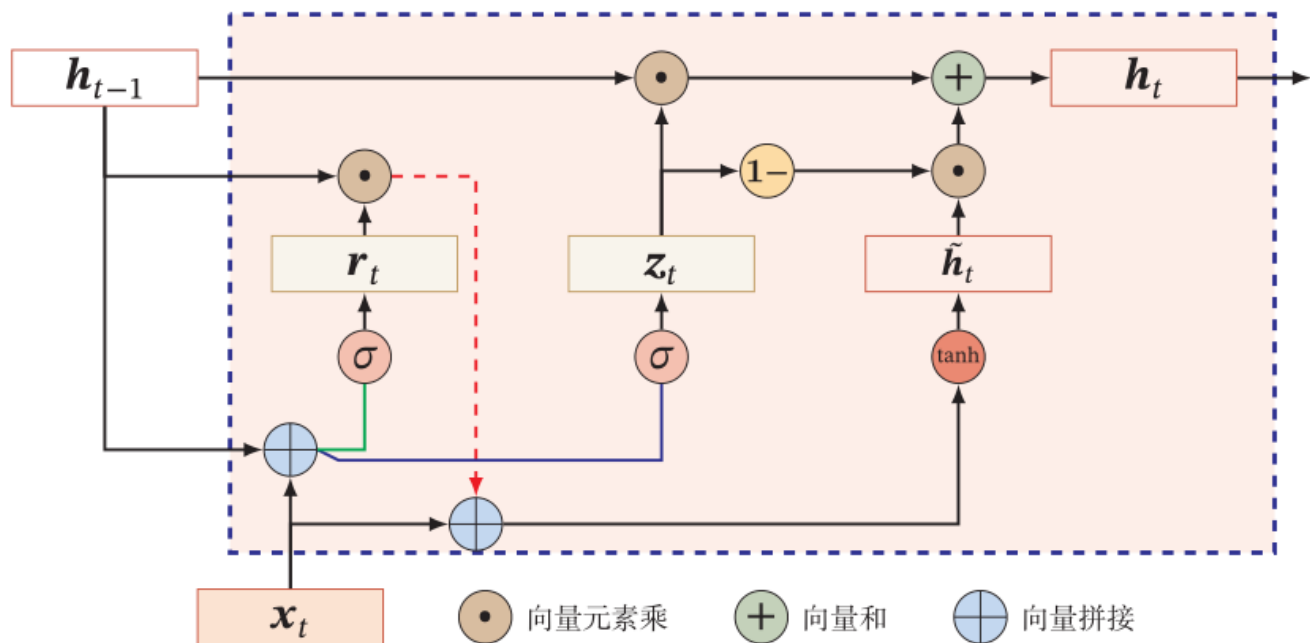 h_{t-1}
⊙
+
h_t
⊙
1−
⊙
r_t
z_t
h̃_t
σ
σ
tanh
x_t
⊙ 向量元素乘
+ 向量和
⊕ 向量拼接